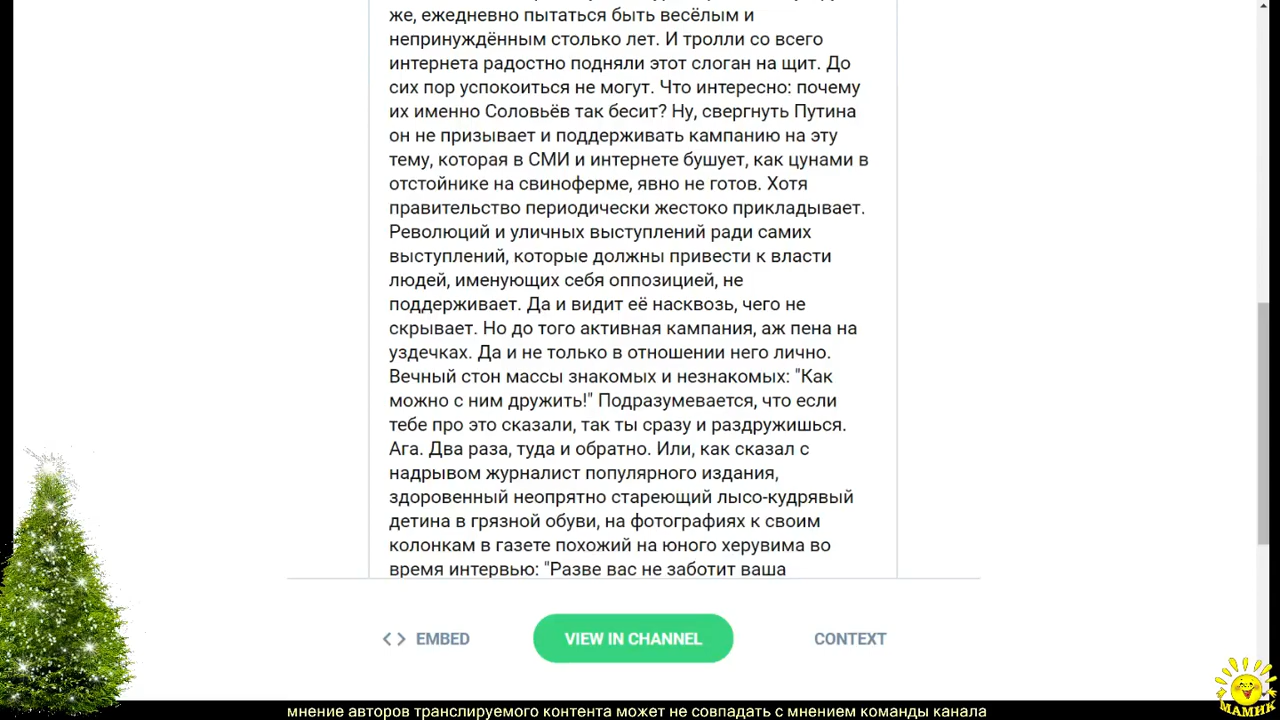 же, ежедневно пытаться быть весёлым и
непринуждённым столько лет. И тролли со всего
интернета радостно подняли этот слоган на щит. До
сих пор успокоиться не могут. Что интересно: почему
их именно Соловьёв так бесит? Ну, свергнуть Путина
он не призывает и поддерживать кампанию на эту
тему, которая в СМИ и интернете бушует, как цунами в
отстойнике на свиноферме, явно не готов. Хотя
правительство периодически жестоко прикладывает.
Революций и уличных выступлений ради самих
выступлений, которые должны привести к власти
людей, именующих себя оппозицией, не
поддерживает. Да и видит её насквозь, чего не
скрывает. Но до того активная кампания, аж пена на
уздечках. Да и не только в отношении него лично.
Вечный стон массы знакомых и незнакомых: "Как
можно с ним дружить!" Подразумевается, что если
тебе про это сказали, так ты сразу и раздружишься.
Ага. Два раза, туда и обратно. Или, как сказал с
надрывом журналист популярного издания,
здоровенный неопрятно стареющий лысо-кудрявый
детина в грязной обуви, на фотографиях к своим
колонкам в газете похожий на юного херувима во
время интервью: "Разве вас не заботит ваша
EMBED
VIEW IN CHANNEL
CONTEXT
МАМИК
мнение авторов транслируемого контента может не совпадать с мнением команды канала